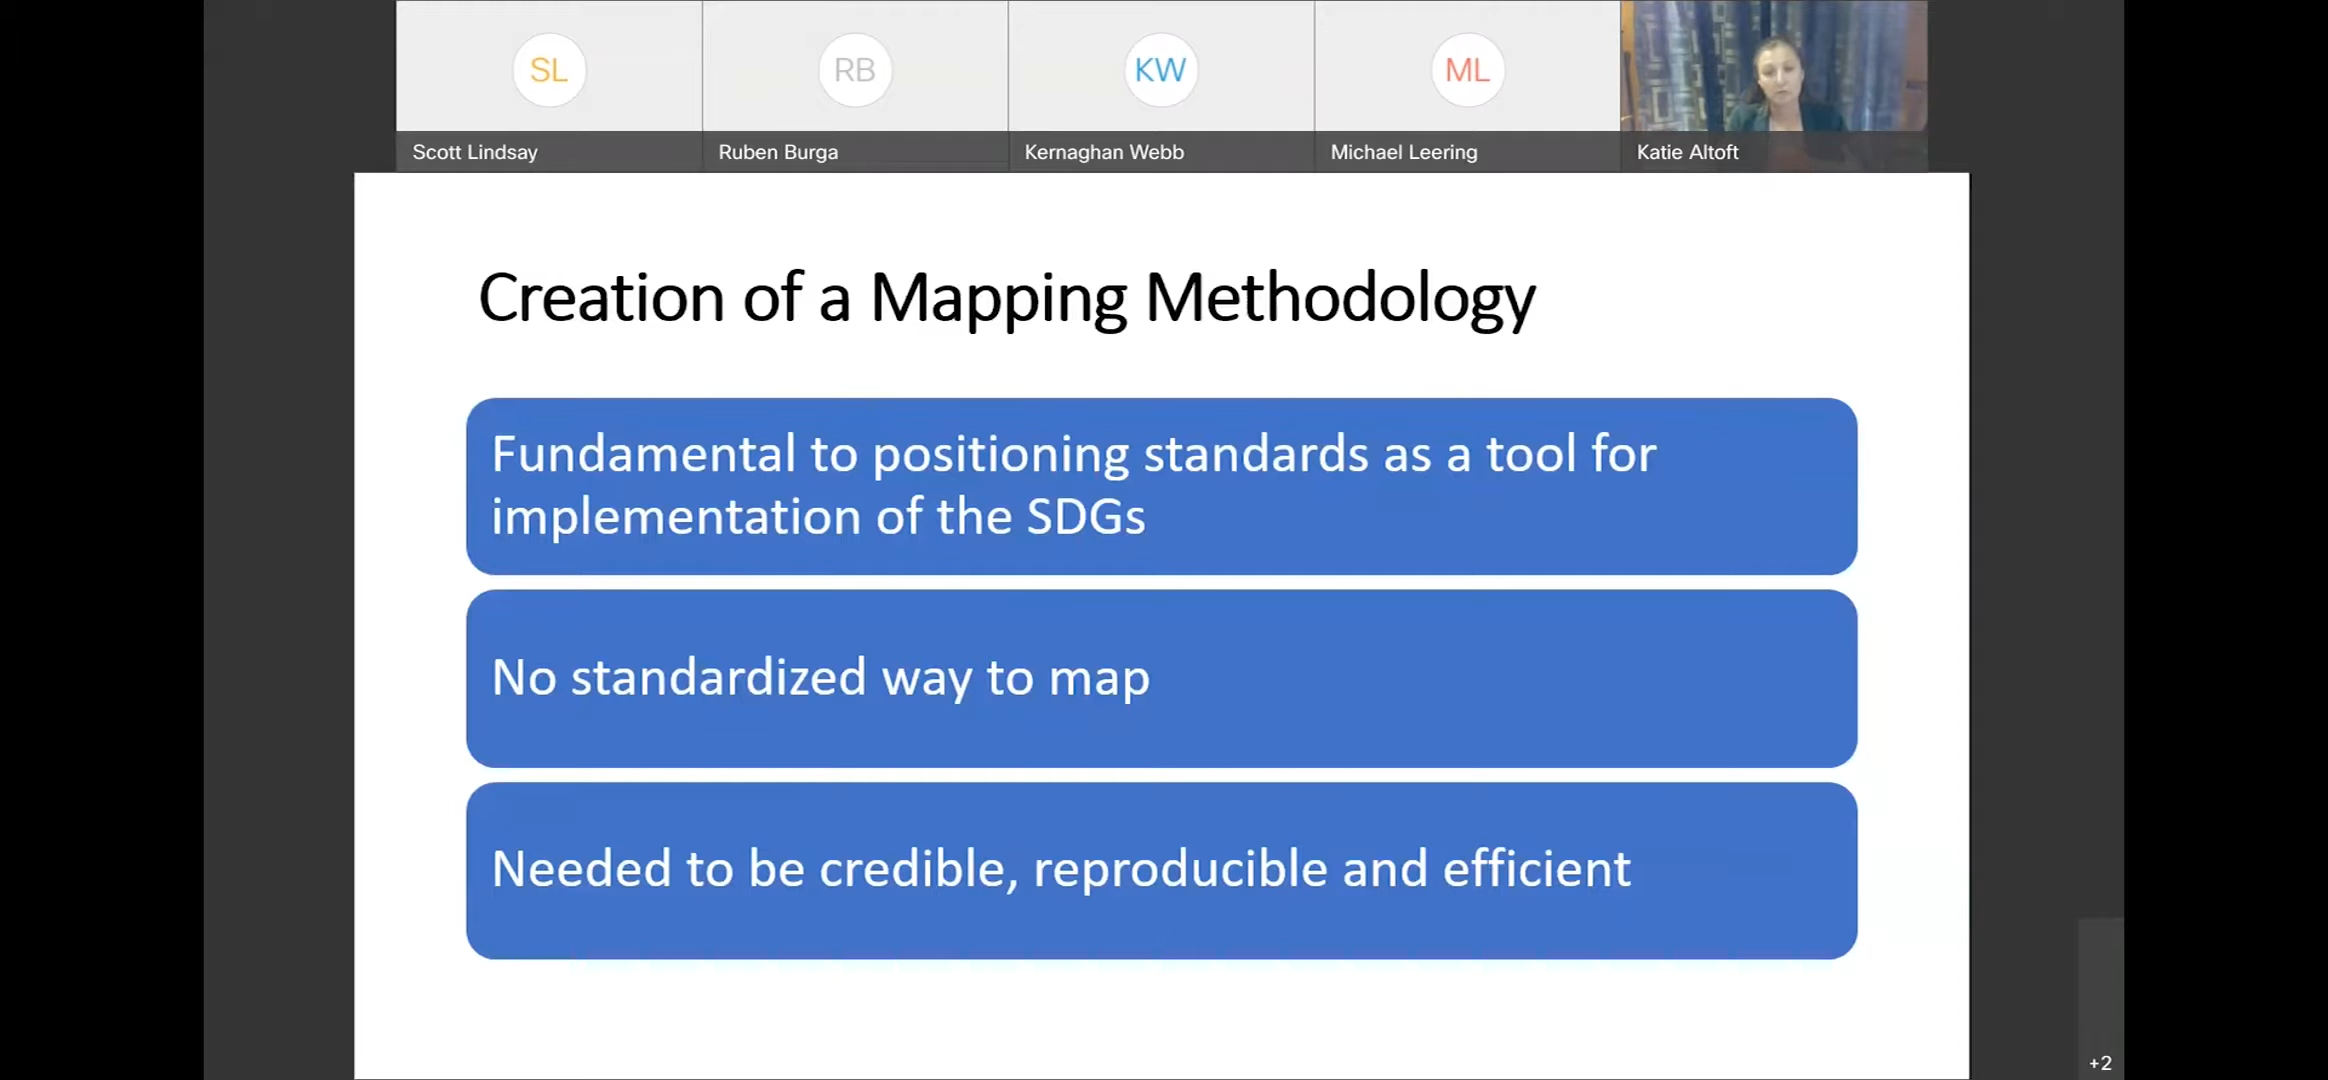 SL
RB
KW
ML
Scott Lindsay
Ruben Burga
Kernaghan Webb
Michael Leering
Katie Altoft
Creation of a Mapping Methodology
Fundamental to positioning standards as a tool for
implementation of the SDGs
No standardized way to map
Needed to be credible, reproducible and efficient
+2